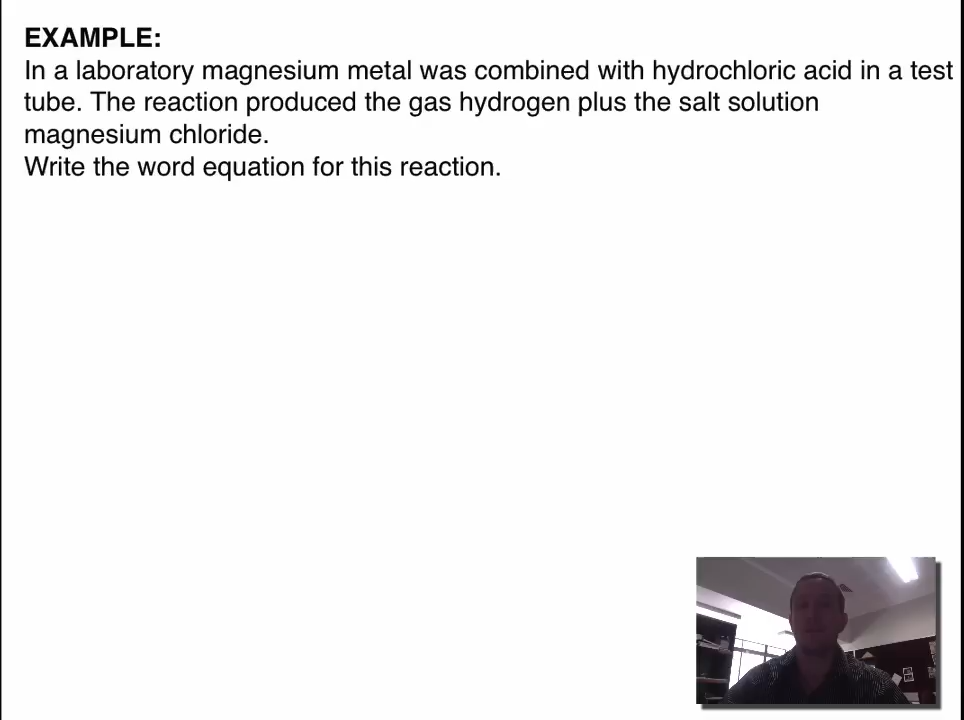 EXAMPLE:
In a laboratory magnesium metal was combined with hydrochloric acid in a test
tube. The reaction produced the gas hydrogen plus the salt solution
magnesium chloride.
Write the word equation for this reaction.